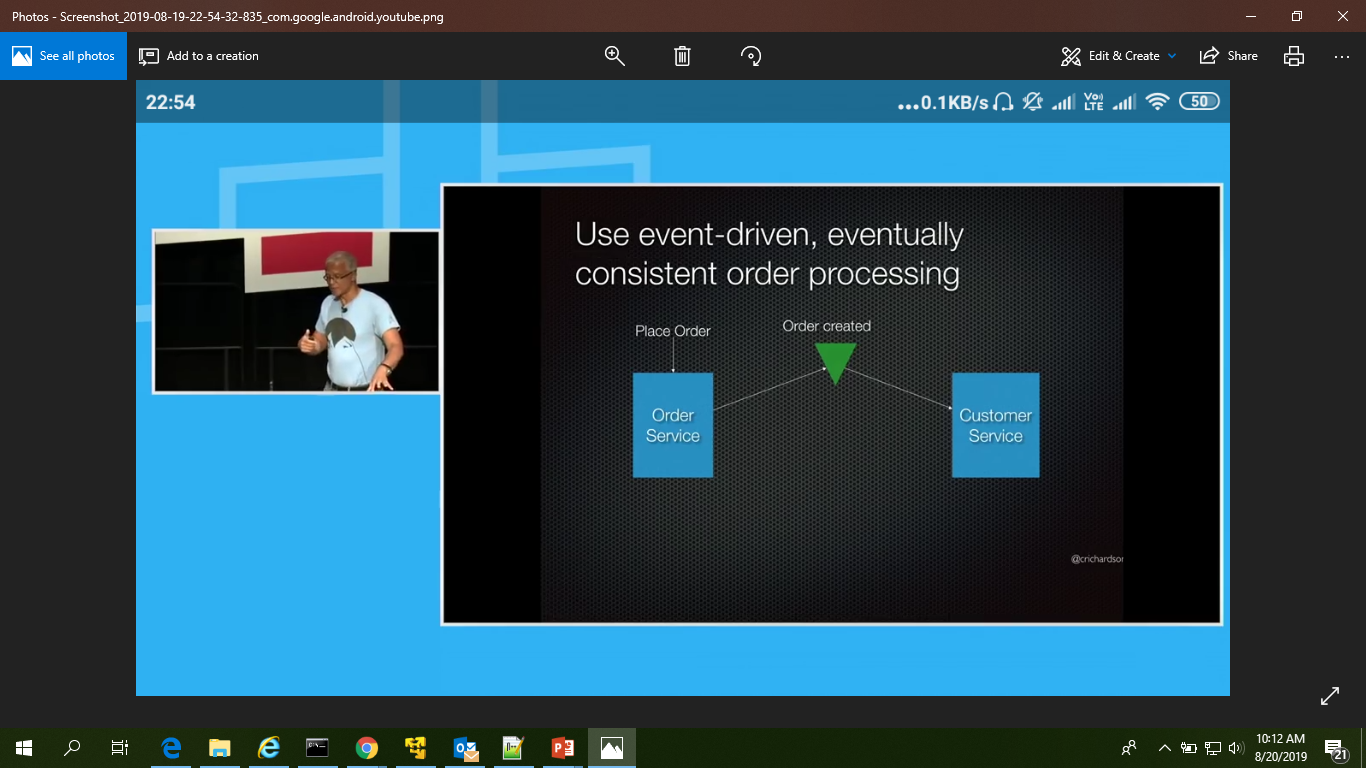 Photos - Screenshot_2019-08-19-22-54-32-835_com.google.android.youtube.png
See all photos
Add to a creation
Edit & Create
Share
22:54
...0.1KB/s
Vo)
LTE
50
Use event-driven, eventually
consistent order processing
Place Order
Order created
Order
Service
Customer
Service
@crichardson
10:12 AM
8/20/2019
21